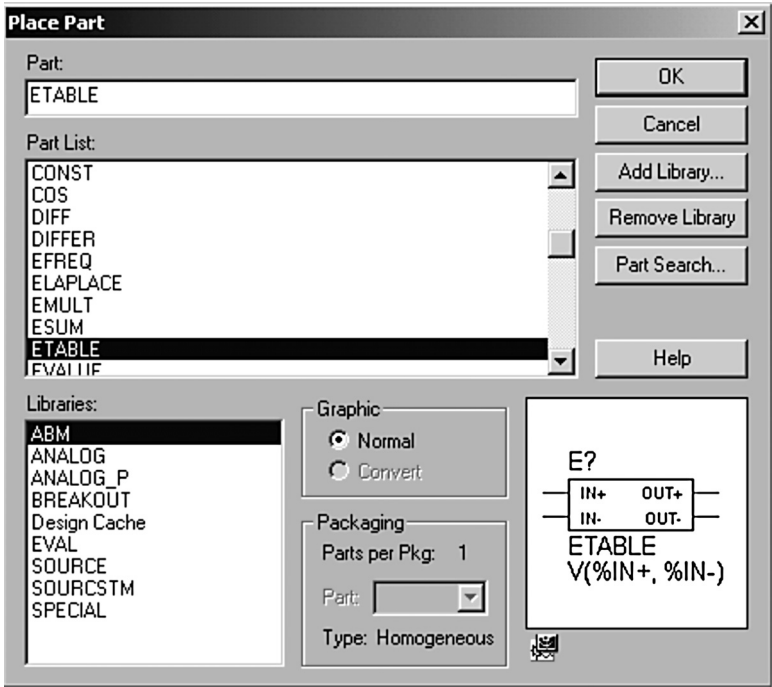 Place Part
Part:
ETABLE
OK
Cancel
Part List:
CONST
COS
DIFF
DIFFER
EFREQ
ELAPLACE
EMULT
ESUM
ETABLE
EVALUE
Add Library...
Remove Library
Part Search...
Help
Libraries:
ABM
ANALOG
ANALOG_P
BREAKOUT
Design Cache
EVAL
SOURCE
SOURCSTM
SPECIAL
Graphic
Normal
Convert
Packaging
Parts per Pkg: 1
Part:
Type: Homogeneous
E?
IN+ OUT+
IN- OUT-
ETABLE
V(%IN+, %IN-)